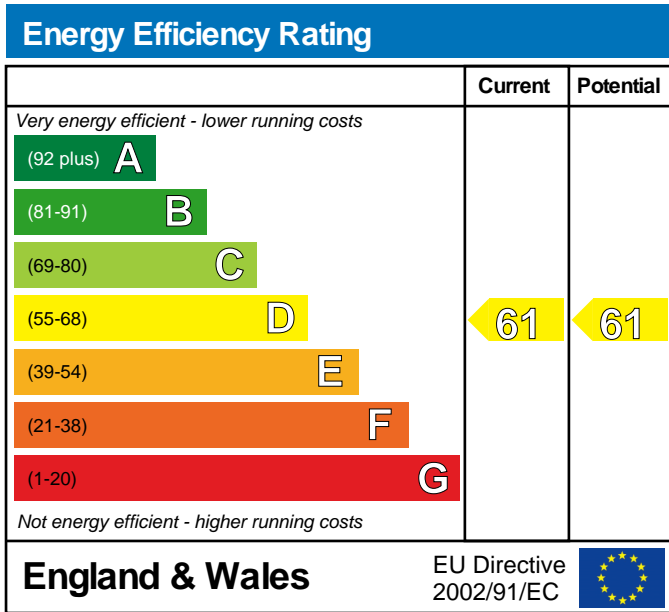 Energy Efficiency Rating
Current Potential
Very energy efficient - lower running costs
(92 plus) A
(81-91) B
(69-80) C
(55-68) D 61 61
(39-54) E
(21-38) F
(1-20) G
Not energy efficient - higher running costs
England & Wales
EU Directive
2002/91/EC